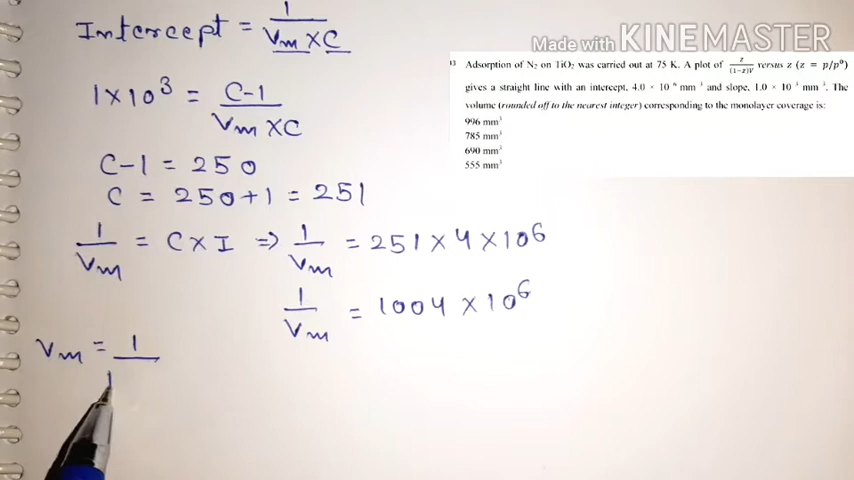 Made with KINEMASTER
Intercept = 1 / Vm × C
1 × 10³ = C-1 / Vm × C
C-1 = 250
C = 250+1 = 251
1/Vm = C × I ⇒ 1/Vm = 251 × 4 × 10⁶
1/Vm = 1004 × 10⁶
Vm = 1 /
13 Adsorption of N₂ on TiO₂ was carried out at 75 K. A plot of z/(1−z)V versus z (z = p/p⁰)
gives a straight line with an intercept, 4.0 × 10 ⁶ mm ³ and slope, 1.0 × 10 ³ mm ³. The
volume (rounded off to the nearest integer) corresponding to the monolayer coverage is:
996 mm³
785 mm³
690 mm³
555 mm³